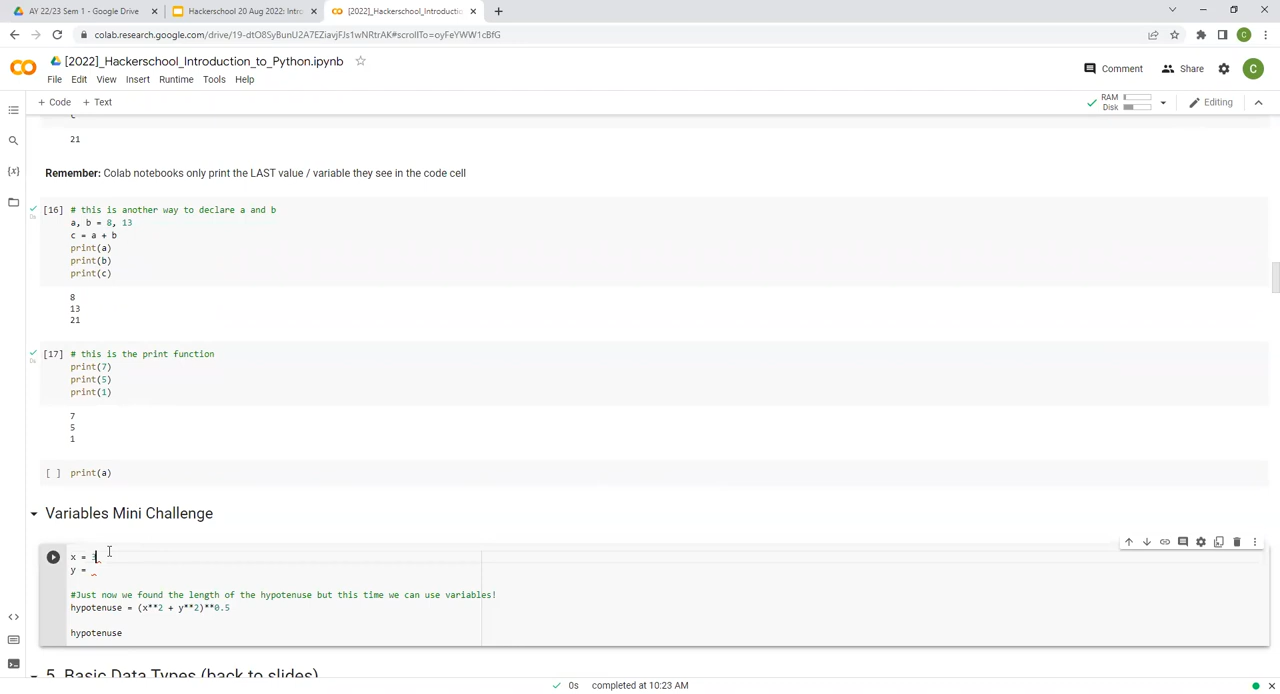 AY 22/23 Sem 1 - Google Drive
Hackerschool 20 Aug 2022: Intro
[2022]_Hackerschool_Introductio
colab.research.google.com/drive/19-dtO8SyBunU2A7EZiavjFJs1wNRtrAK#scrollTo=oyFeYWW1cBfG
C
[2022]_Hackerschool_Introduction_to_Python.ipynb
File Edit View Insert Runtime Tools Help
Comment Share C
+ Code + Text
RAM
Disk
Editing
c
21
Remember: Colab notebooks only print the LAST value / variable they see in the code cell
[16] # this is another way to declare a and b
0s
a, b = 8, 13
c = a + b
print(a)
print(b)
print(c)
8
13
21
[17] # this is the print function
0s
print(7)
print(5)
print(1)
7
5
1
[ ] print(a)
Variables Mini Challenge
x = 3
y =
#Just now we found the length of the hypotenuse but this time we can use variables!
hypotenuse = (x**2 + y**2)**0.5
hypotenuse
5. Basic Data Types (back to slides)
0s completed at 10:23 AM